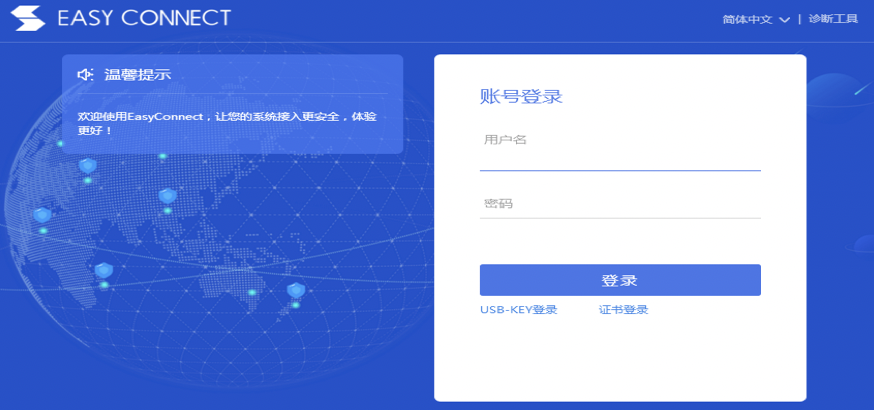 EASY CONNECT
简体中文 | 诊断工具
温馨提示
欢迎使用EasyConnect，让您的系统接入更安全，体验
更好！
账号登录
用户名
密码
登录
USB-KEY登录 证书登录